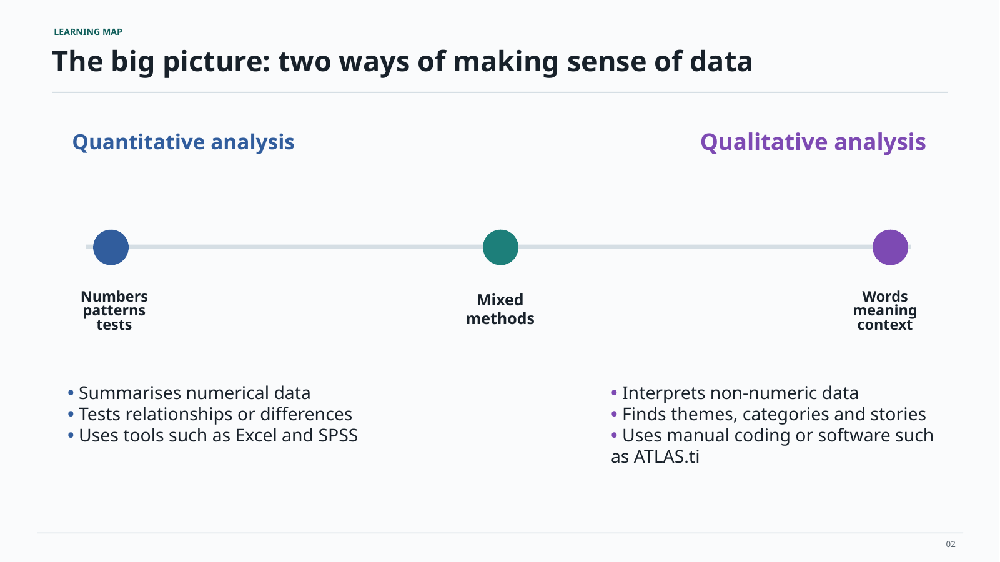 LEARNING MAP
The big picture: two ways of making sense of data
Quantitative analysis
Qualitative analysis
Numbers
patterns
tests
Mixed
methods
Words
meaning
context
• Summarises numerical data
• Tests relationships or differences
• Uses tools such as Excel and SPSS
• Interprets non-numeric data
• Finds themes, categories and stories
• Uses manual coding or software such
as ATLAS.ti
02